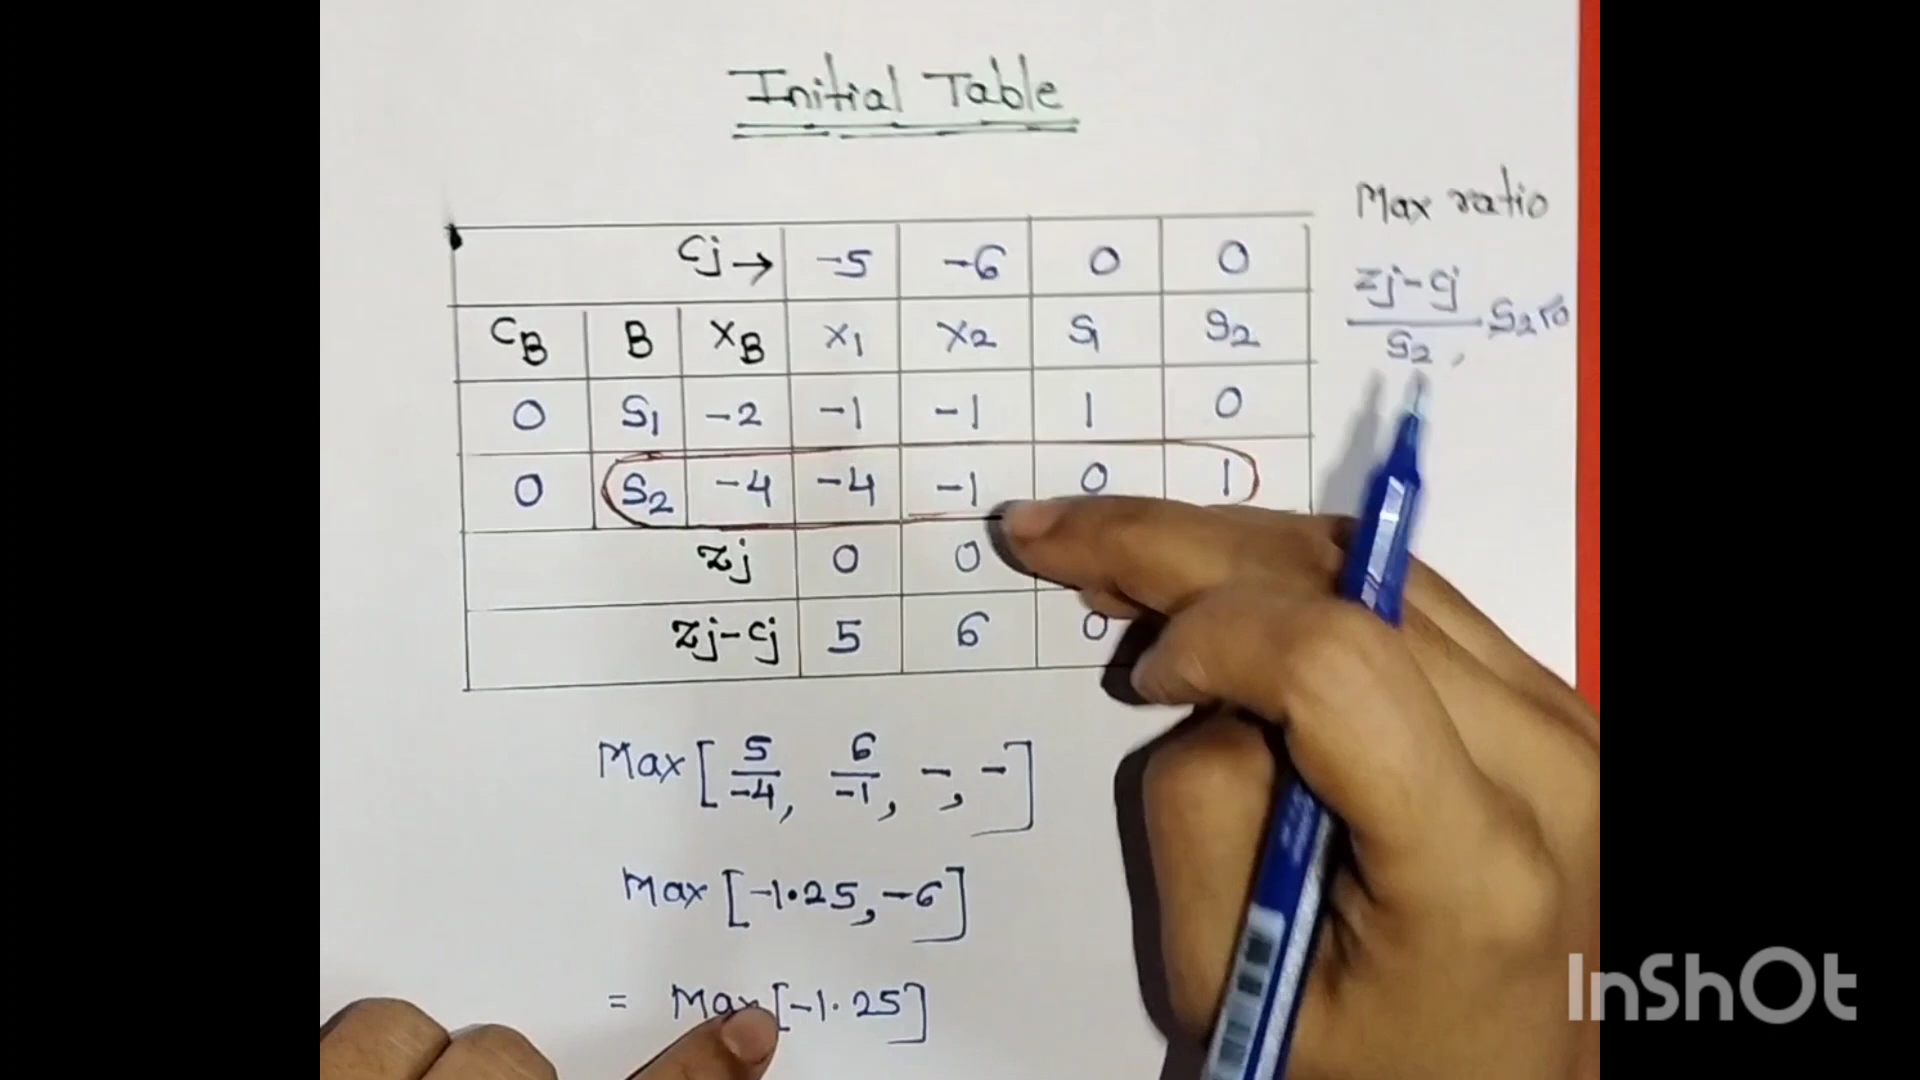 Initial Table
Max ratio
Cj → -5 -6 0 0
zj-cj
S2, S2<0
CB B XB X1 X2 S1 S2
0 S1 -2 -1 -1 1 0
0 S2 -4 -4 -1 0 1
zj 0 0
zj-cj 5 6 0
Max [ 5/-4, 6/-1, -, - ]
Max [-1.25, -6]
= Max [-1.25]
InShOt